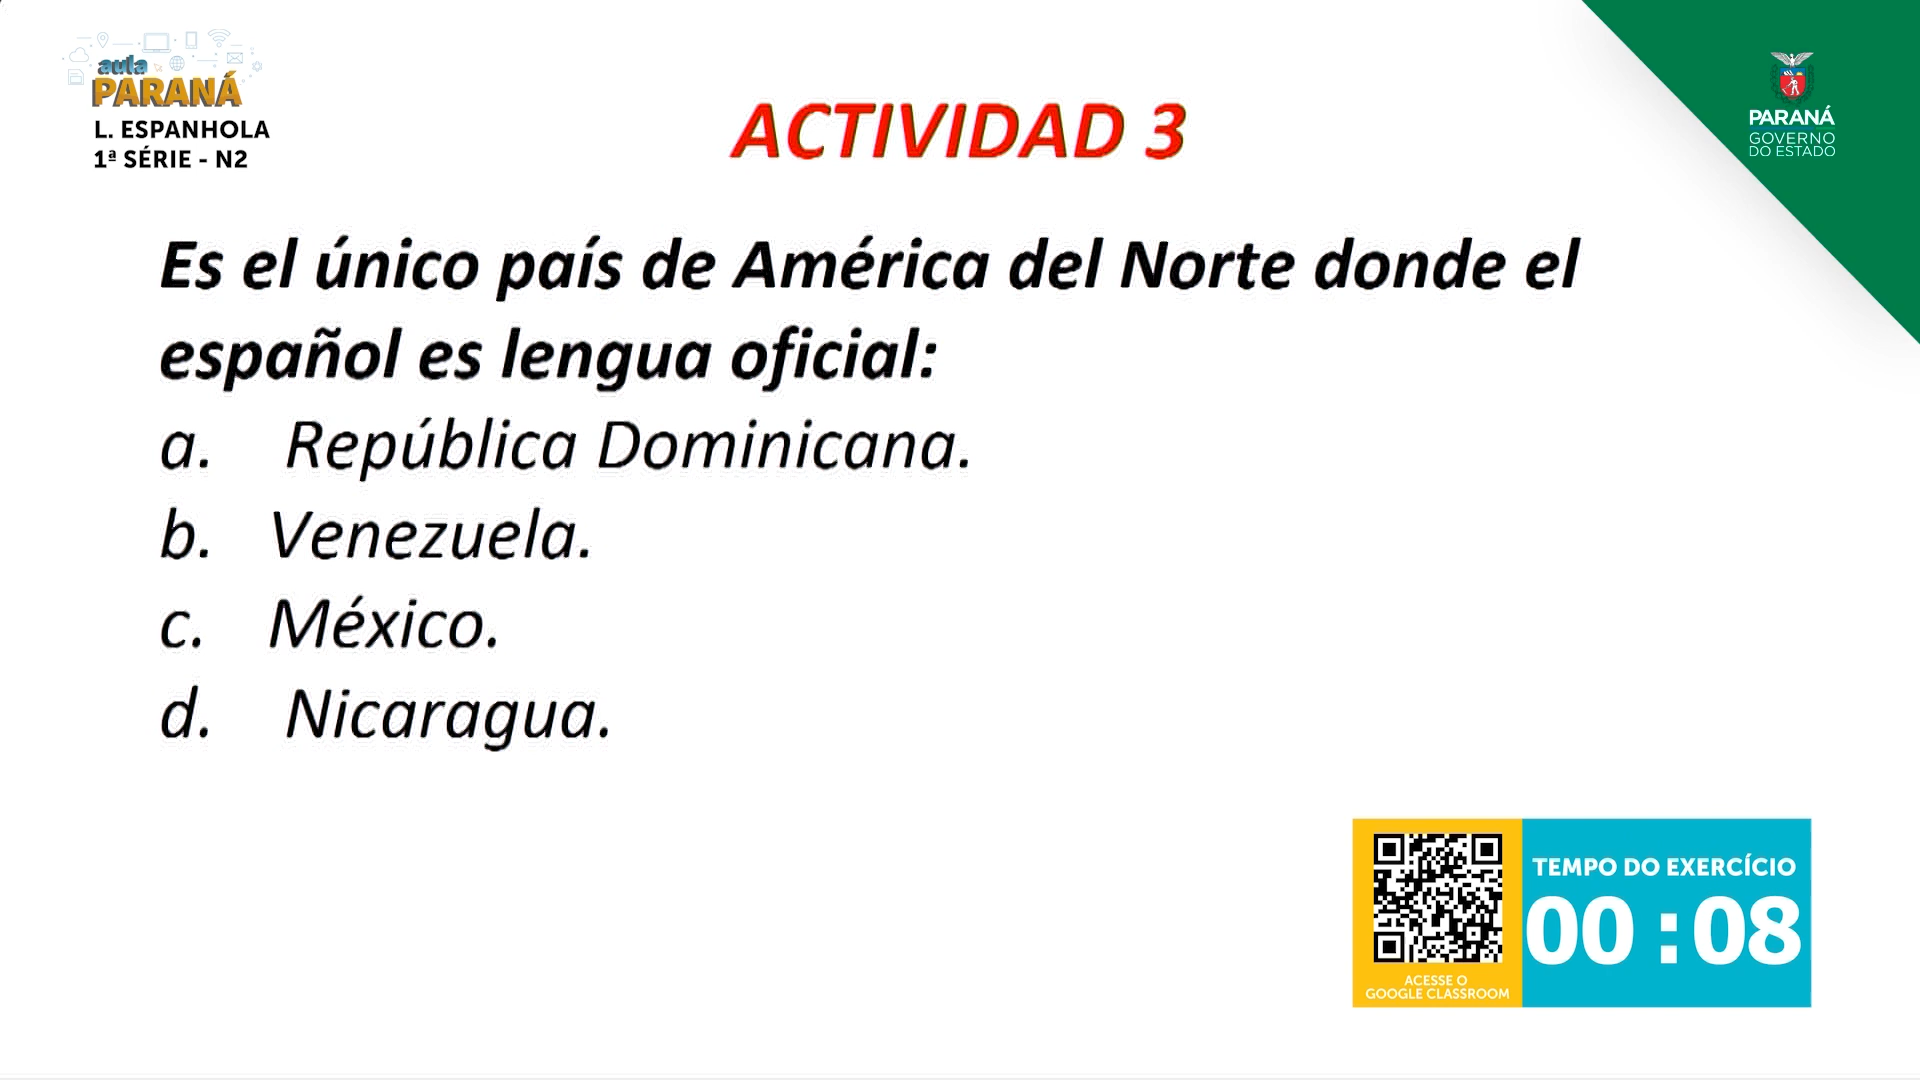 aula
PARANÁ
L. ESPANHOLA
1ª SÉRIE - N2
PARANÁ
GOVERNO
DO ESTADO
ACTIVIDAD 3
Es el único país de América del Norte donde el
español es lengua oficial:
a. República Dominicana.
b. Venezuela.
c. México.
d. Nicaragua.
ACESSE O
GOOGLE CLASSROOM
TEMPO DO EXERCÍCIO
00 : 08